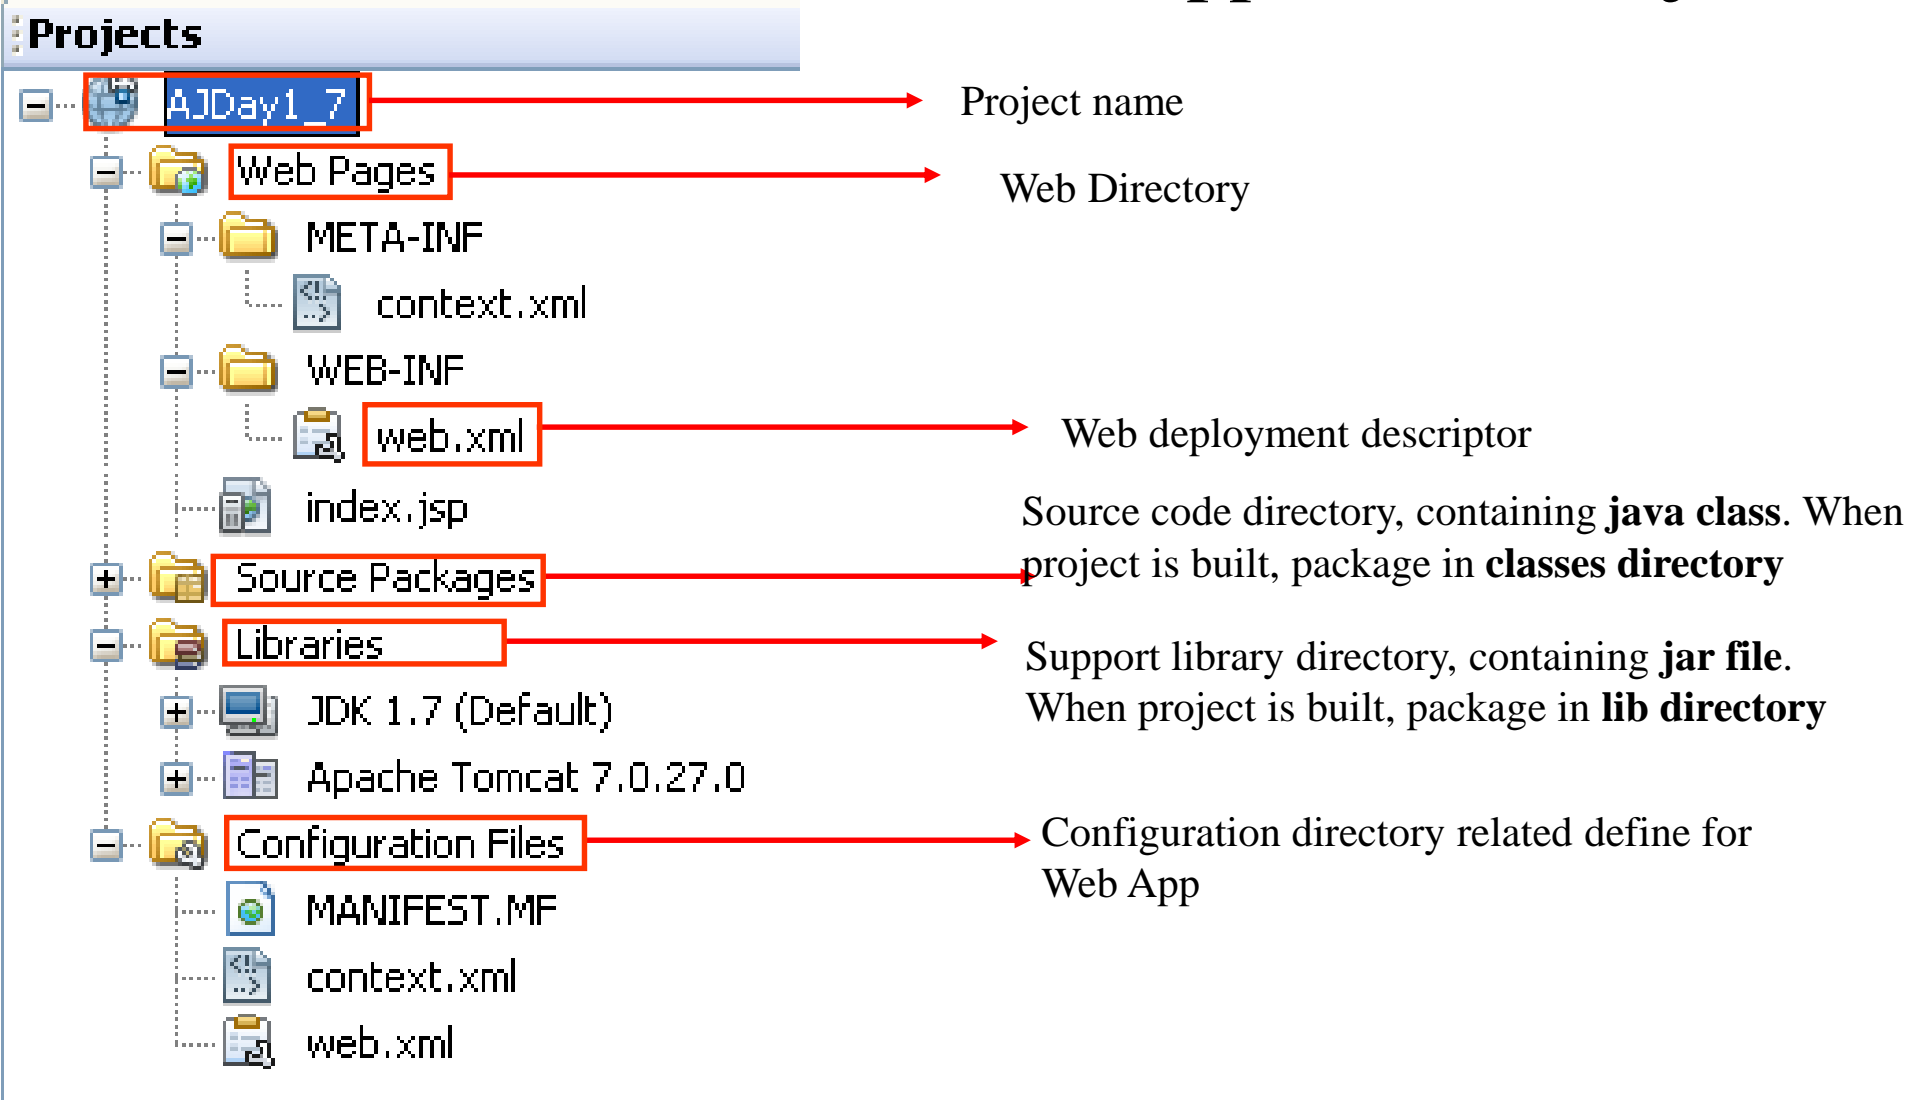 Projects
AJDay1_7
Project name
Web Pages
Web Directory
META-INF
context.xml
WEB-INF
web.xml
Web deployment descriptor
index.jsp
Source code directory, containing java class. When
project is built, package in classes directory
Source Packages
Libraries
Support library directory, containing jar file.
When project is built, package in lib directory
JDK 1.7 (Default)
Apache Tomcat 7.0.27.0
Configuration Files
Configuration directory related define for
Web App
MANIFEST.MF
context.xml
web.xml